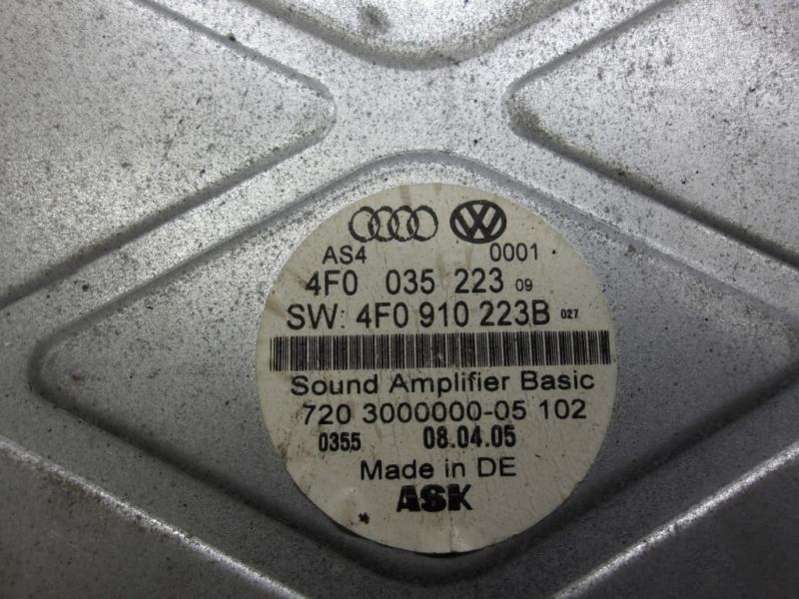 AS4 0001
4F0 035 223 09
SW: 4F0 910 223B 027
Sound Amplifier Basic
720 3000000-05 102
0355 08.04.05
Made in DE
ASK